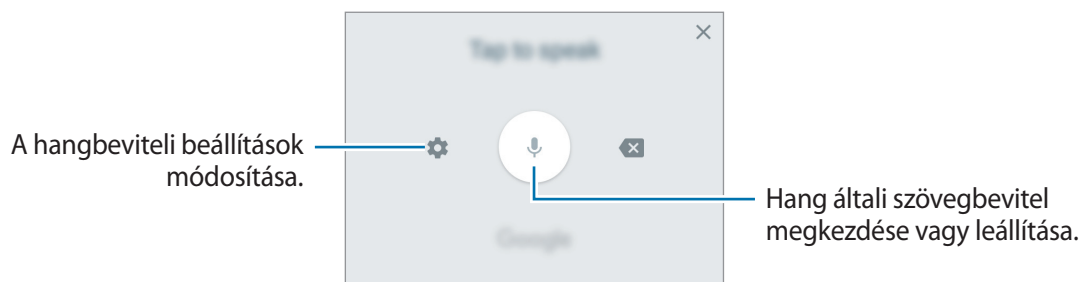 Tap to speak
A hangbeviteli beállítások
módosítása.
Hang általi szövegbevitel
megkezdése vagy leállítása.
Google